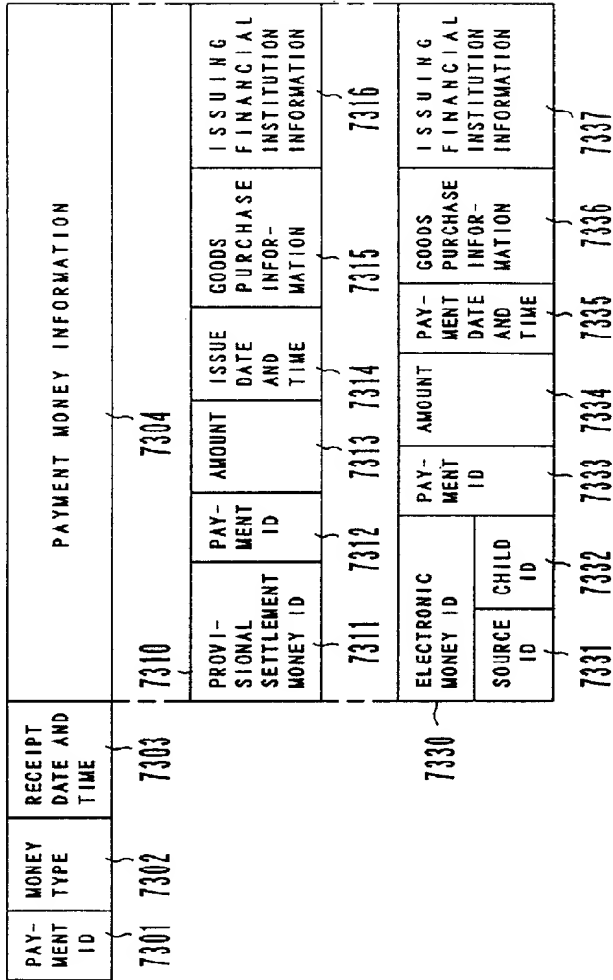 PAY-
MENT
ID
MONEY
TYPE
RECEIPT
DATE AND
TIME
PAYMENT MONEY INFORMATION
7301
7302
7303
7304
7310
PROVI-
SIONAL
SETTLEMENT
MONEY ID
PAY-
MENT
ID
AMOUNT
ISSUE
DATE
AND
TIME
GOODS
PURCHASE
INFOR-
MATION
ISSUING
FINANCIAL
INSTITUTION
INFORMATION
7311
7312
7313
7314
7315
7316
7330
ELECTRONIC
MONEY ID
SOURCE
ID
CHILD
ID
PAY-
MENT
ID
AMOUNT
PAY-
MENT
DATE
AND
TIME
GOODS
PURCHASE
INFOR-
MATION
ISSUING
FINANCIAL
INSTITUTION
INFORMATION
7331
7332
7333
7334
7335
7336
7337